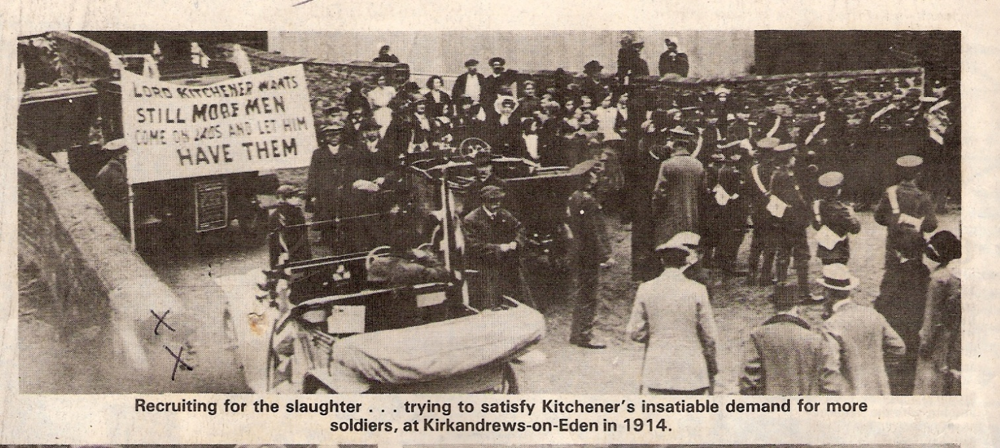 LORD KITCHENER WANTS
STILL MORE MEN
COME ON LADS AND LET HIM
HAVE THEM
Recruiting for the slaughter . . . trying to satisfy Kitchener's insatiable demand for more
soldiers, at Kirkandrews-on-Eden in 1914.